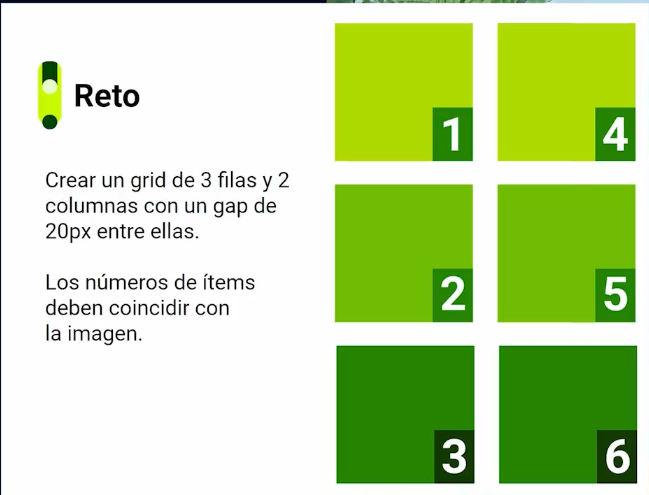 Reto
Crear un grid de 3 filas y 2
columnas con un gap de
20px entre ellas.
Los números de ítems
deben coincidir con
la imagen.
1
4
2
5
3
6